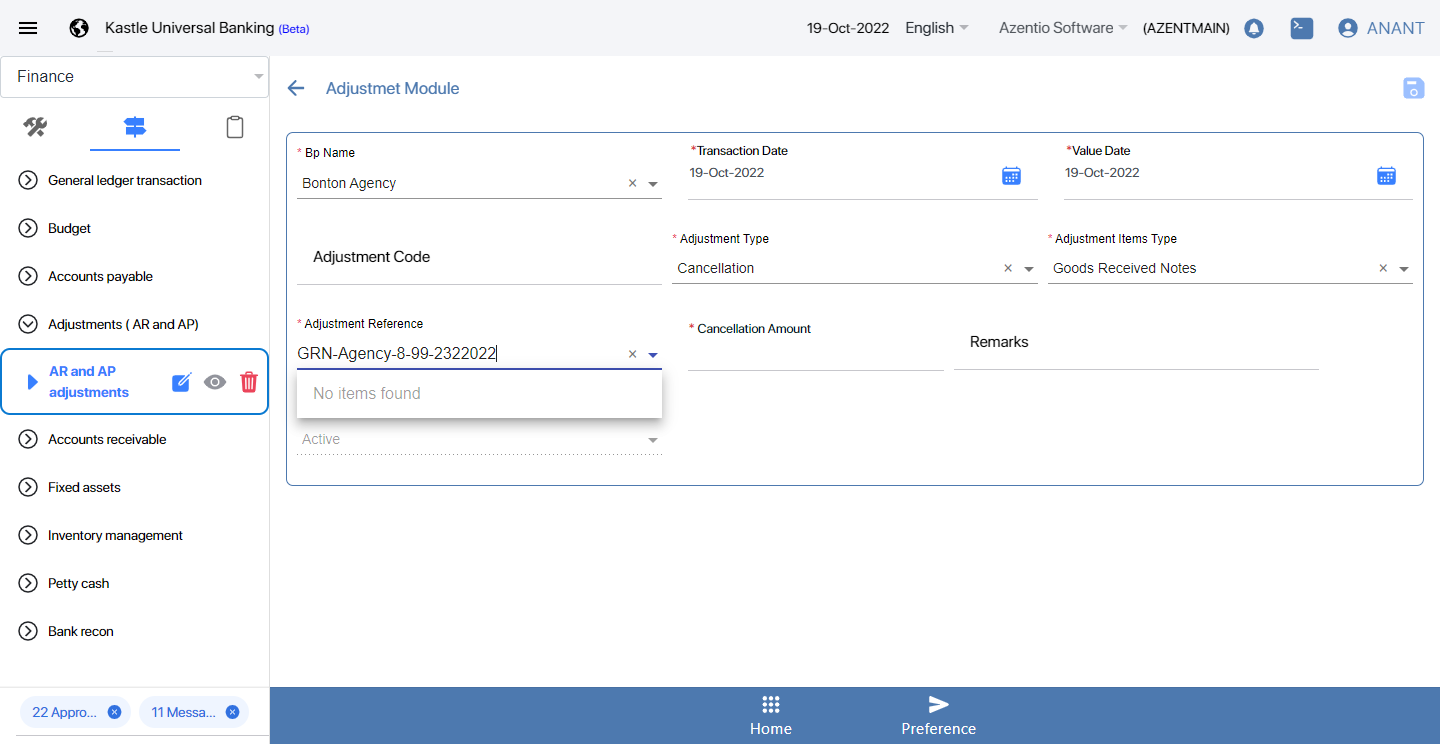 Kastle Universal Banking (Beta)
19-Oct-2022
English
Azentio Software
(AZENTMAIN)
ANANT
Finance
General ledger transaction
Budget
Accounts payable
Adjustments ( AR and AP)
AR and AP
adjustments
Accounts receivable
Fixed assets
Inventory management
Petty cash
Bank recon
22 Appro...
11 Messa...
Adjustmet Module
* Bp Name
Bonton Agency
*Transaction Date
19-Oct-2022
*Value Date
19-Oct-2022
Adjustment Code
* Adjustment Type
Cancellation
* Adjustment Items Type
Goods Received Notes
* Adjustment Reference
GRN-Agency-8-99-2322022
No items found
* Cancellation Amount
Remarks
Active
Home
Preference